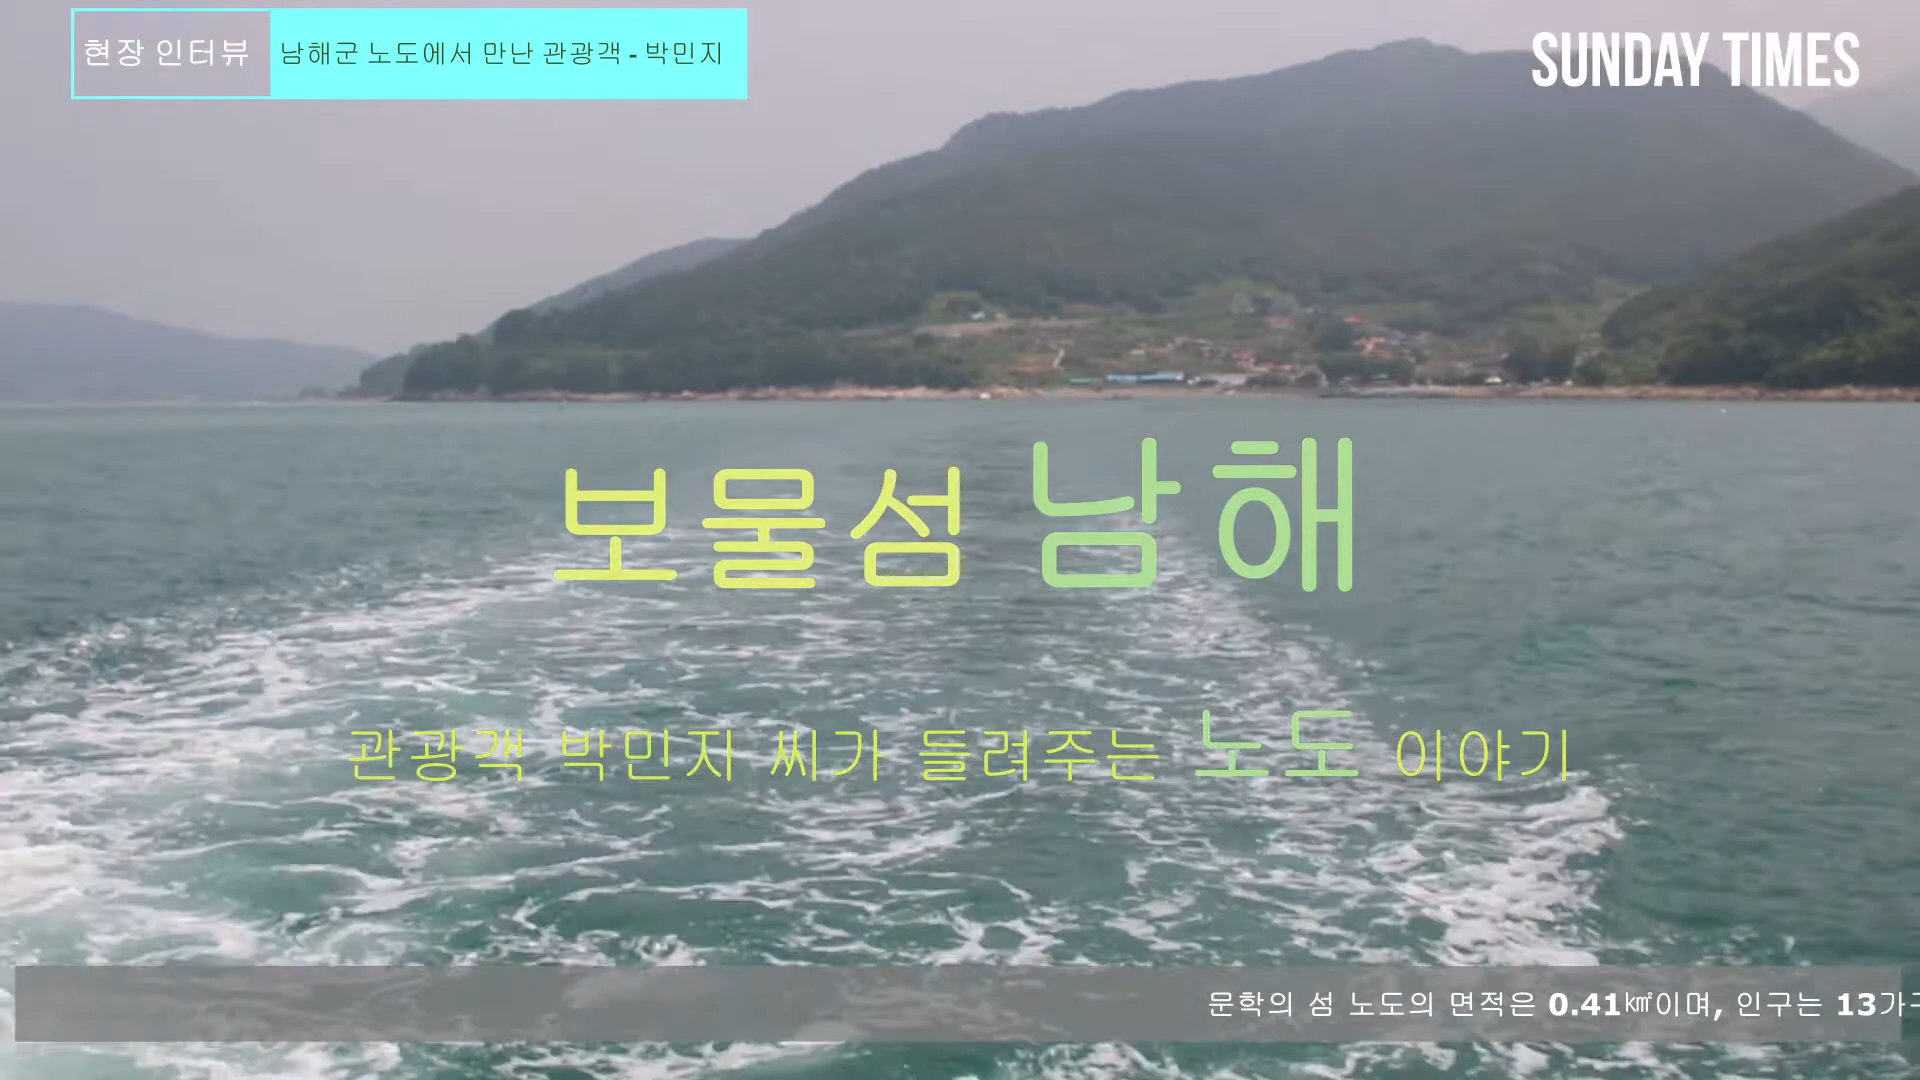 현장 인터뷰
남해군 노도에서 만난 관광객 - 박민지
SUNDAY TIMES
보물섬 남해
관광객 박민지 씨가 들려주는 노도 이야기
문학의 섬 노도의 면적은 0.41㎢이며, 인구는 13가